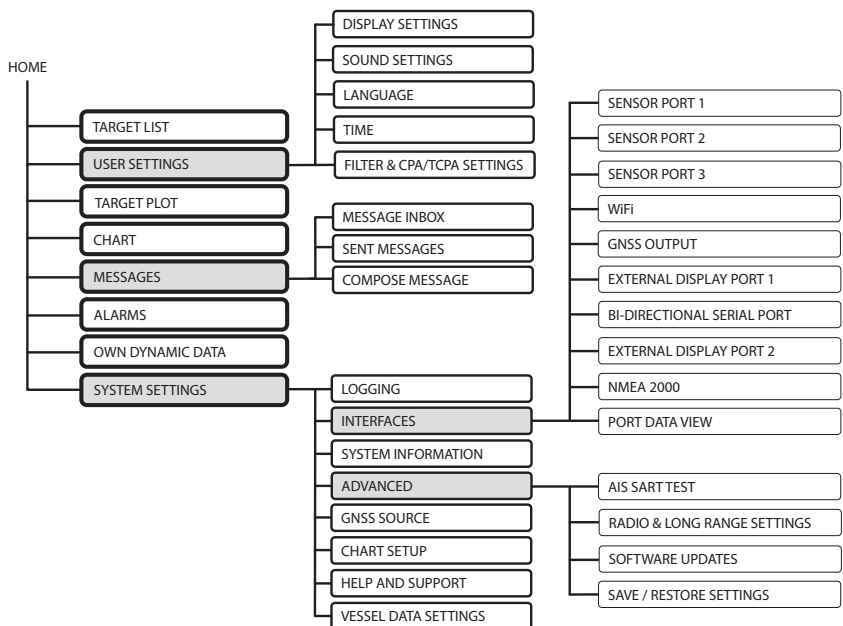 HOME
TARGET LIST
USER SETTINGS
TARGET PLOT
CHART
MESSAGES
ALARMS
OWN DYNAMIC DATA
SYSTEM SETTINGS
DISPLAY SETTINGS
SOUND SETTINGS
LANGUAGE
TIME
FILTER & CPA/TCPA SETTINGS
MESSAGE INBOX
SENT MESSAGES
COMPOSE MESSAGE
LOGGING
INTERFACES
SYSTEM INFORMATION
ADVANCED
GNSS SOURCE
CHART SETUP
HELP AND SUPPORT
VESSEL DATA SETTINGS
SENSOR PORT 1
SENSOR PORT 2
SENSOR PORT 3
WiFi
GNSS OUTPUT
EXTERNAL DISPLAY PORT 1
BI-DIRECTIONAL SERIAL PORT
EXTERNAL DISPLAY PORT 2
NMEA 2000
PORT DATA VIEW
AIS SART TEST
RADIO & LONG RANGE SETTINGS
SOFTWARE UPDATES
SAVE / RESTORE SETTINGS